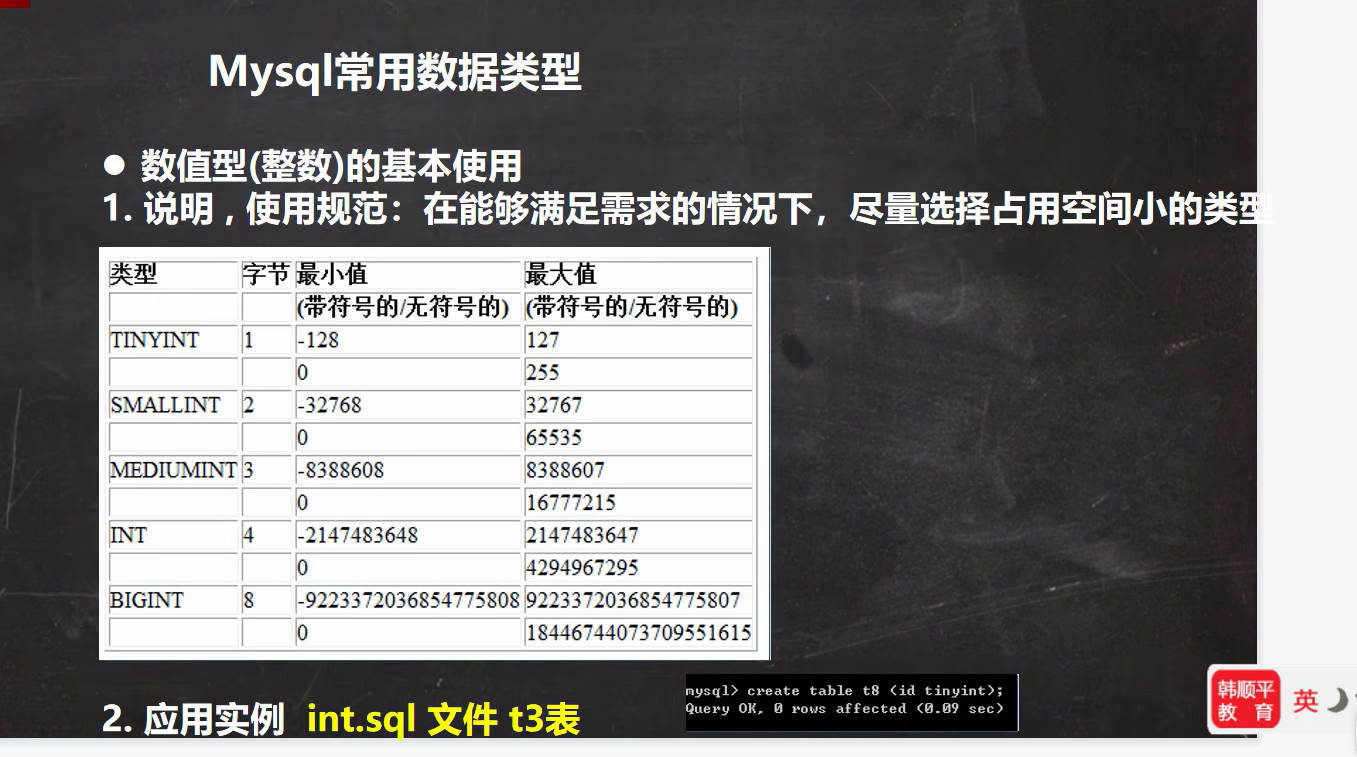 Mysql常用数据类型
● 数值型(整数)的基本使用
1. 说明，使用规范：在能够满足需求的情况下，尽量选择占用空间小的类型
类型 字节 最小值 最大值
(带符号的/无符号的) (带符号的/无符号的)
TINYINT 1 -128 127
0 255
SMALLINT 2 -32768 32767
0 65535
MEDIUMINT 3 -8388608 8388607
0 16777215
INT 4 -2147483648 2147483647
0 4294967295
BIGINT 8 -9223372036854775808 9223372036854775807
0 18446744073709551615
mysql> create table t8 (id tinyint);
Query OK, 0 rows affected (0.09 sec)
2. 应用实例 int.sql 文件 t3表
韩顺平
教 育
英